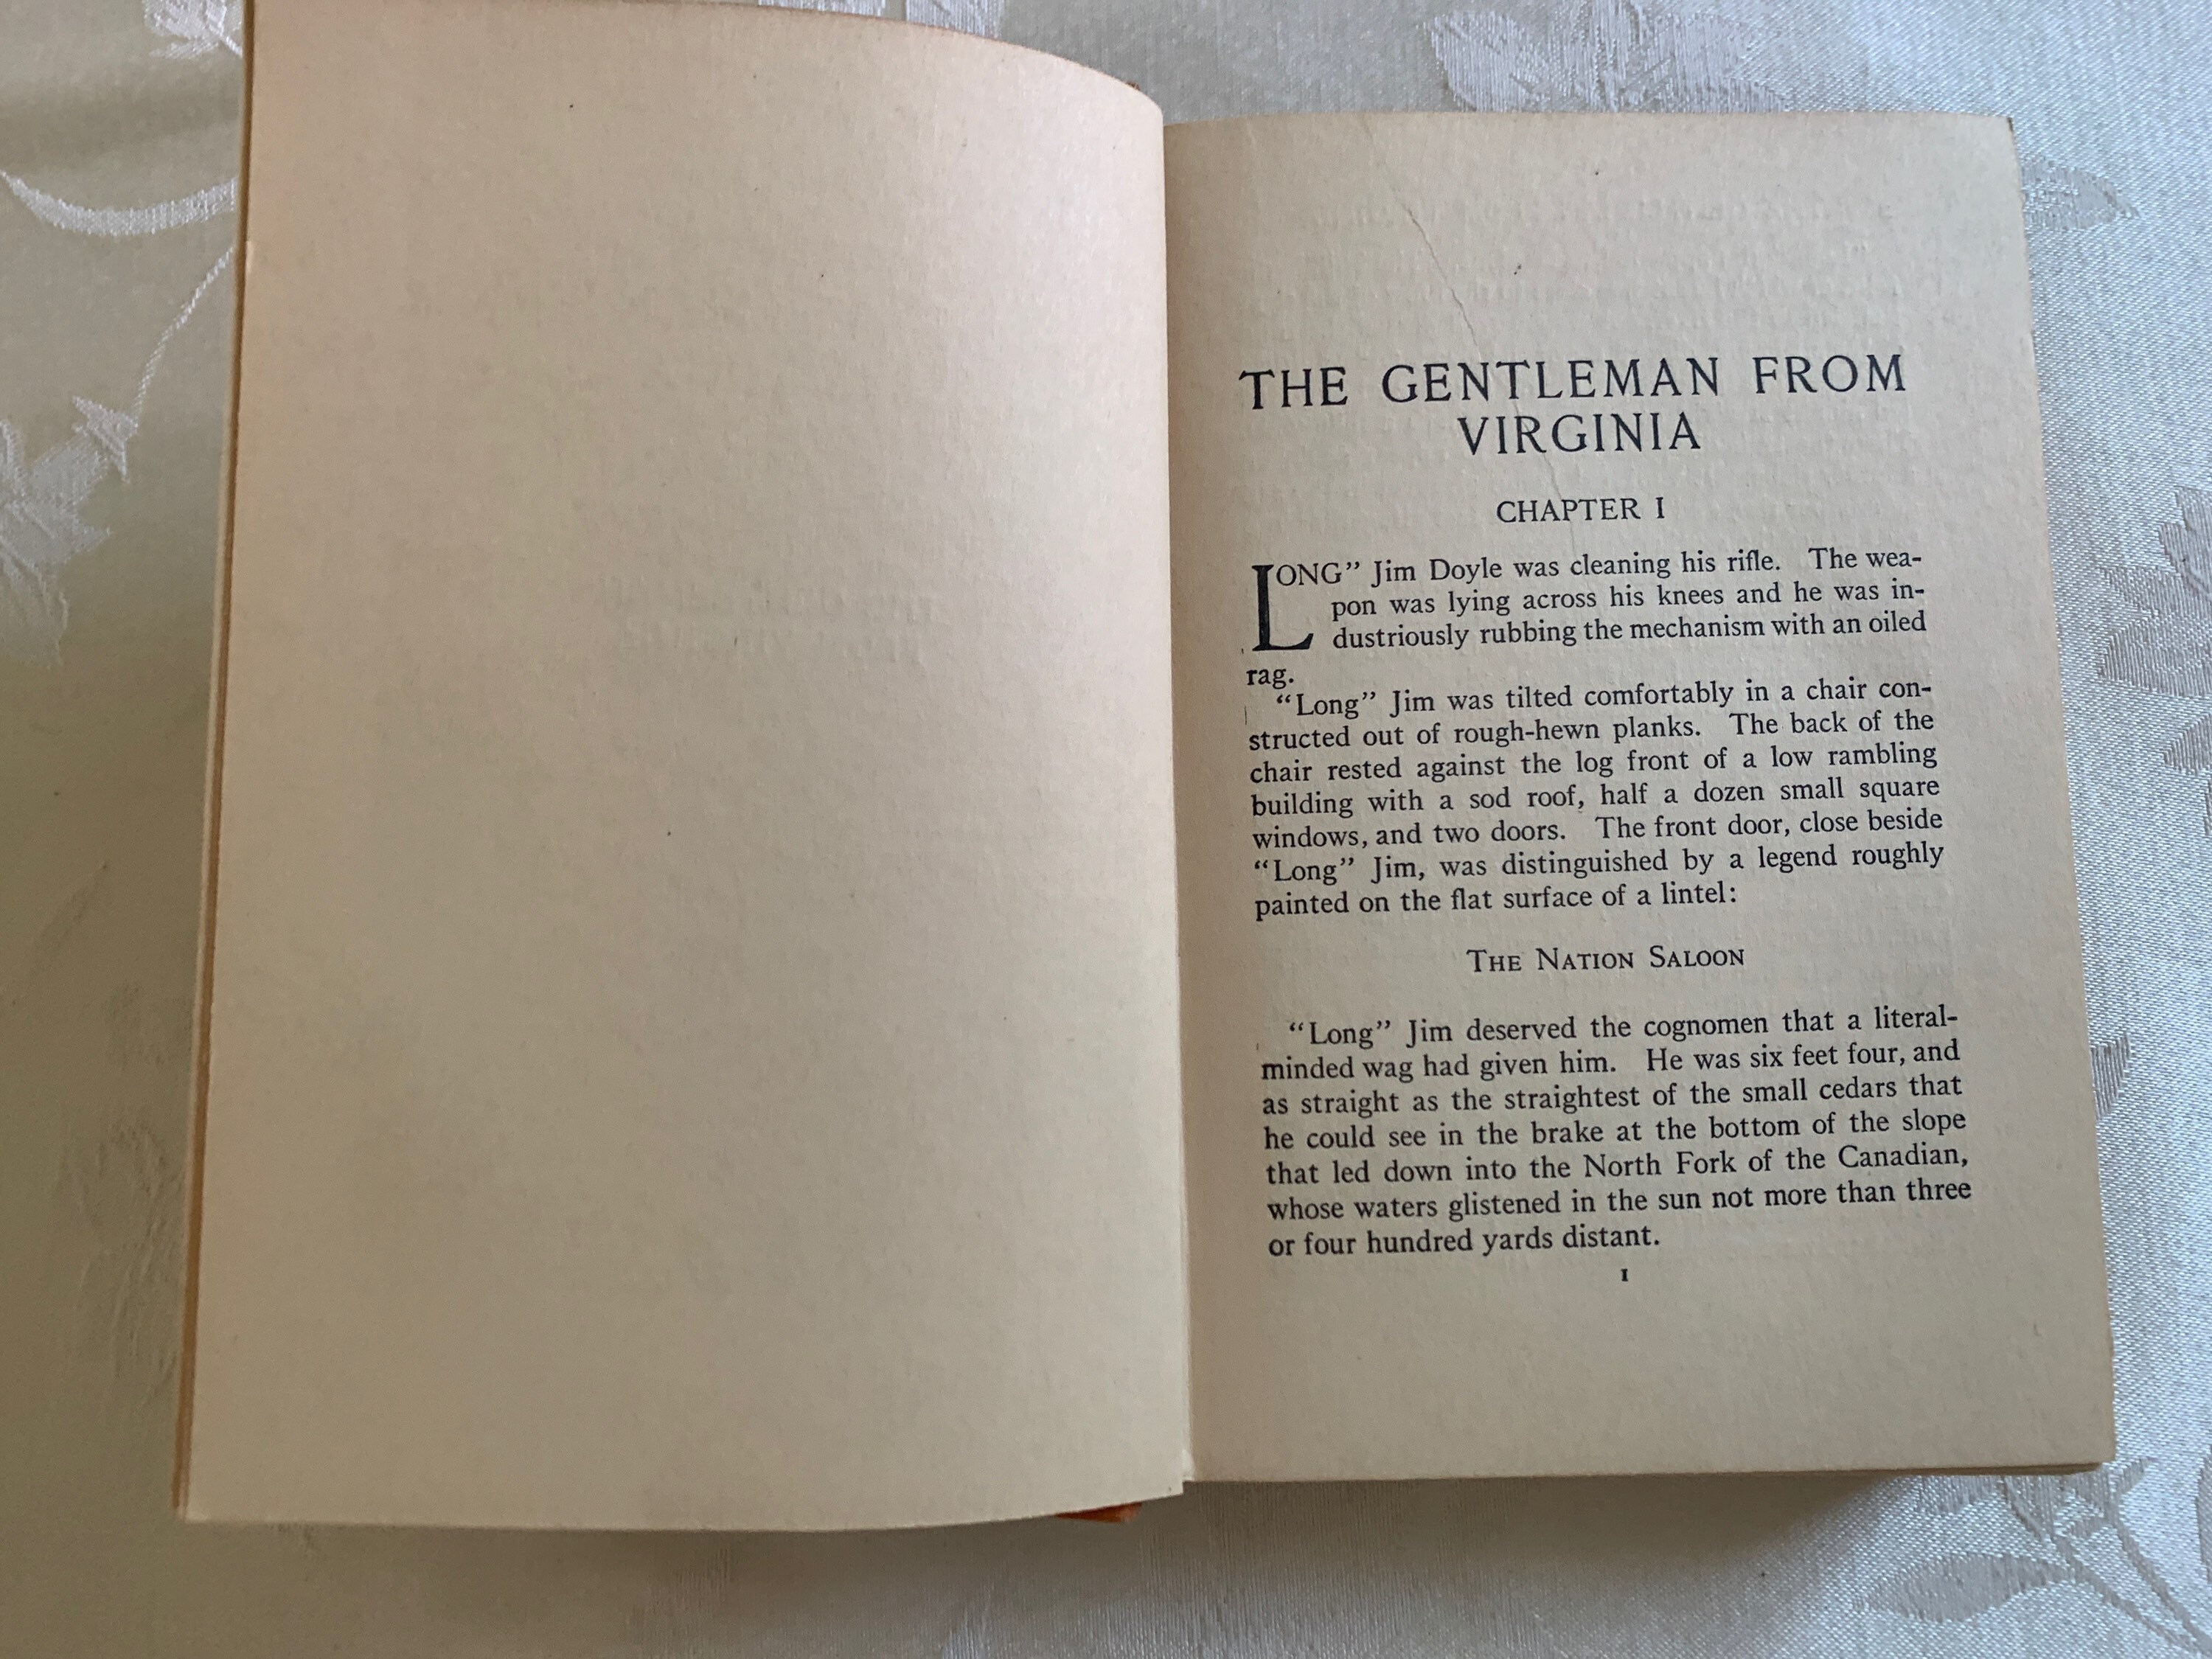 THE GENTLEMAN FROM
VIRGINIA
CHAPTER I
LONG” Jim Doyle was cleaning his rifle. The wea-
pon was lying across his knees and he was in-
dustriously rubbing the mechanism with an oiled
rag.
“Long” Jim was tilted comfortably in a chair con-
structed out of rough-hewn planks. The back of the
chair rested against the log front of a low rambling
building with a sod roof, half a dozen small square
windows, and two doors. The front door, close beside
“Long” Jim, was distinguished by a legend roughly
painted on the flat surface of a lintel:
THE NATION SALOON
“Long” Jim deserved the cognomen that a literal-
minded wag had given him. He was six feet four, and
as straight as the straightest of the small cedars that
he could see in the brake at the bottom of the slope
that led down into the North Fork of the Canadian,
whose waters glistened in the sun not more than three
or four hundred yards distant.
1